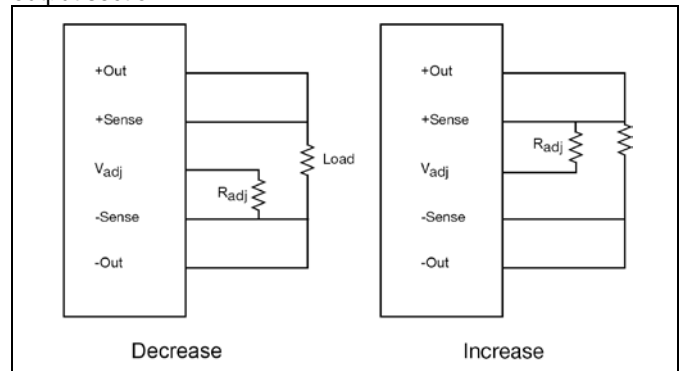 +Out
+Sense
Vadj
Radj
-Sense
-Out
Load
Decrease
+Out
+Sense
Radj
Vadj
-Sense
-Out
Increase